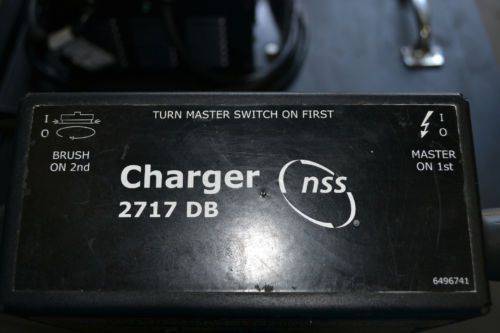 TURN MASTER SWITCH ON FIRST
I
O
BRUSH
ON 2nd
I
O
MASTER
ON 1st
Charger
2717 DB
nss
®
6496741